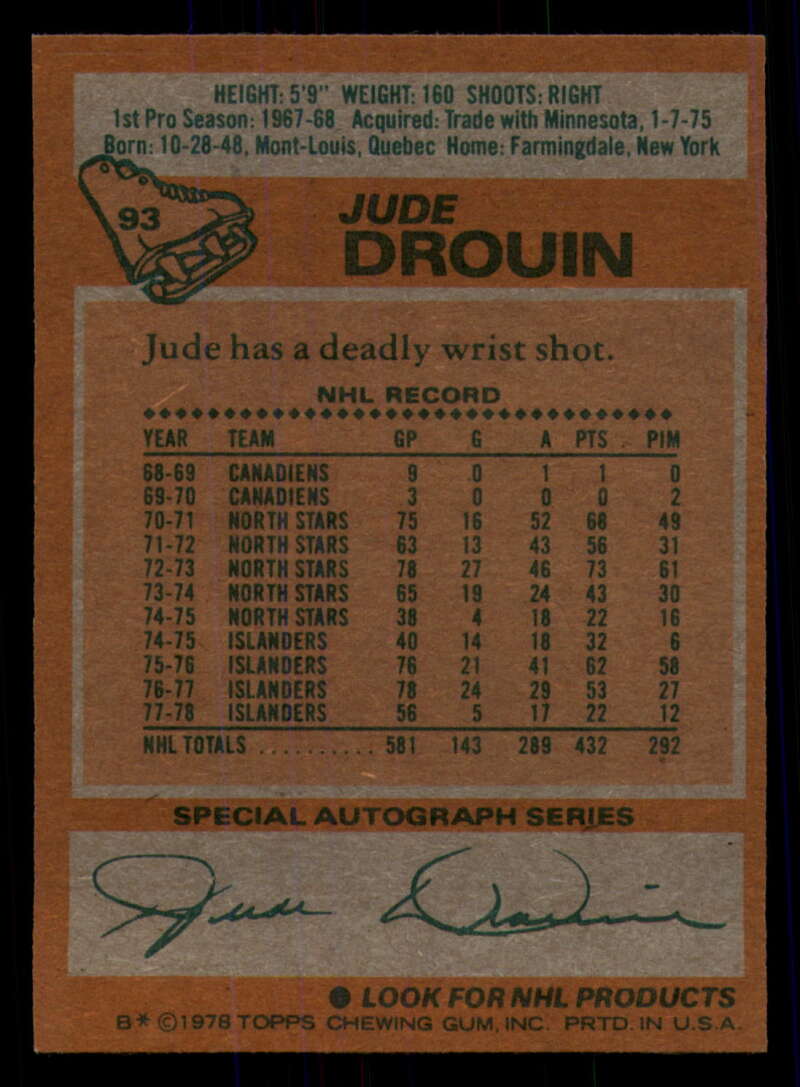 HEIGHT: 5'9" WEIGHT: 160 SHOOTS: RIGHT
1st Pro Season: 1967-68 Acquired: Trade with Minnesota, 1-7-75
Born: 10-28-48, Mont-Louis, Quebec Home: Farmingdale, New York
93
JUDE
DROUIN
Jude has a deadly wrist shot.
NHL RECORD
YEAR TEAM GP G A PTS PIM
68-69 CANADIENS 9 0 1 1 0
69-70 CANADIENS 3 0 0 0 2
70-71 NORTH STARS 75 16 52 68 49
71-72 NORTH STARS 63 13 43 56 31
72-73 NORTH STARS 78 27 46 73 61
73-74 NORTH STARS 65 19 24 43 30
74-75 NORTH STARS 38 4 18 22 16
74-75 ISLANDERS 40 14 18 32 6
75-76 ISLANDERS 76 21 41 62 58
76-77 ISLANDERS 78 24 29 53 27
77-78 ISLANDERS 56 5 17 22 12
NHL TOTALS .......... 581 143 289 432 292
SPECIAL AUTOGRAPH SERIES
Jude Drouin
● LOOK FOR NHL PRODUCTS
B* ©1978 TOPPS CHEWING GUM, INC. PRTD. IN U.S.A.